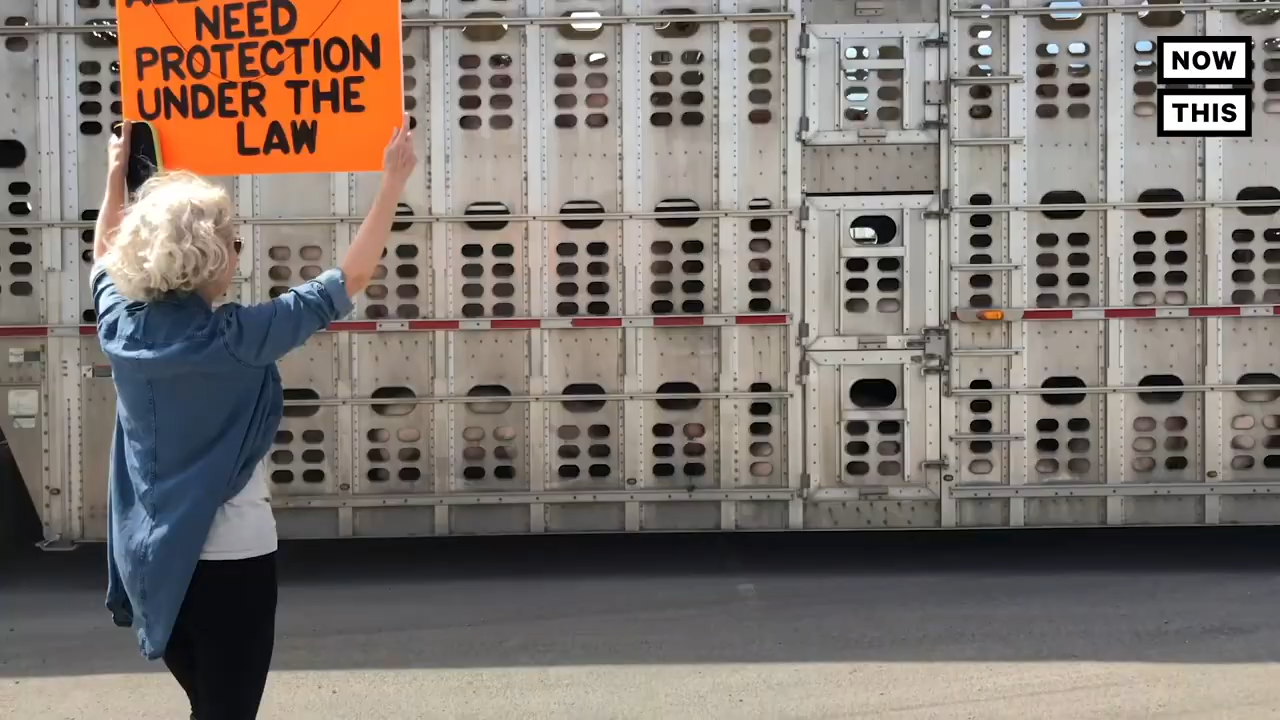 NEED
PROTECTION
UNDER THE
LAW
NOW
THIS